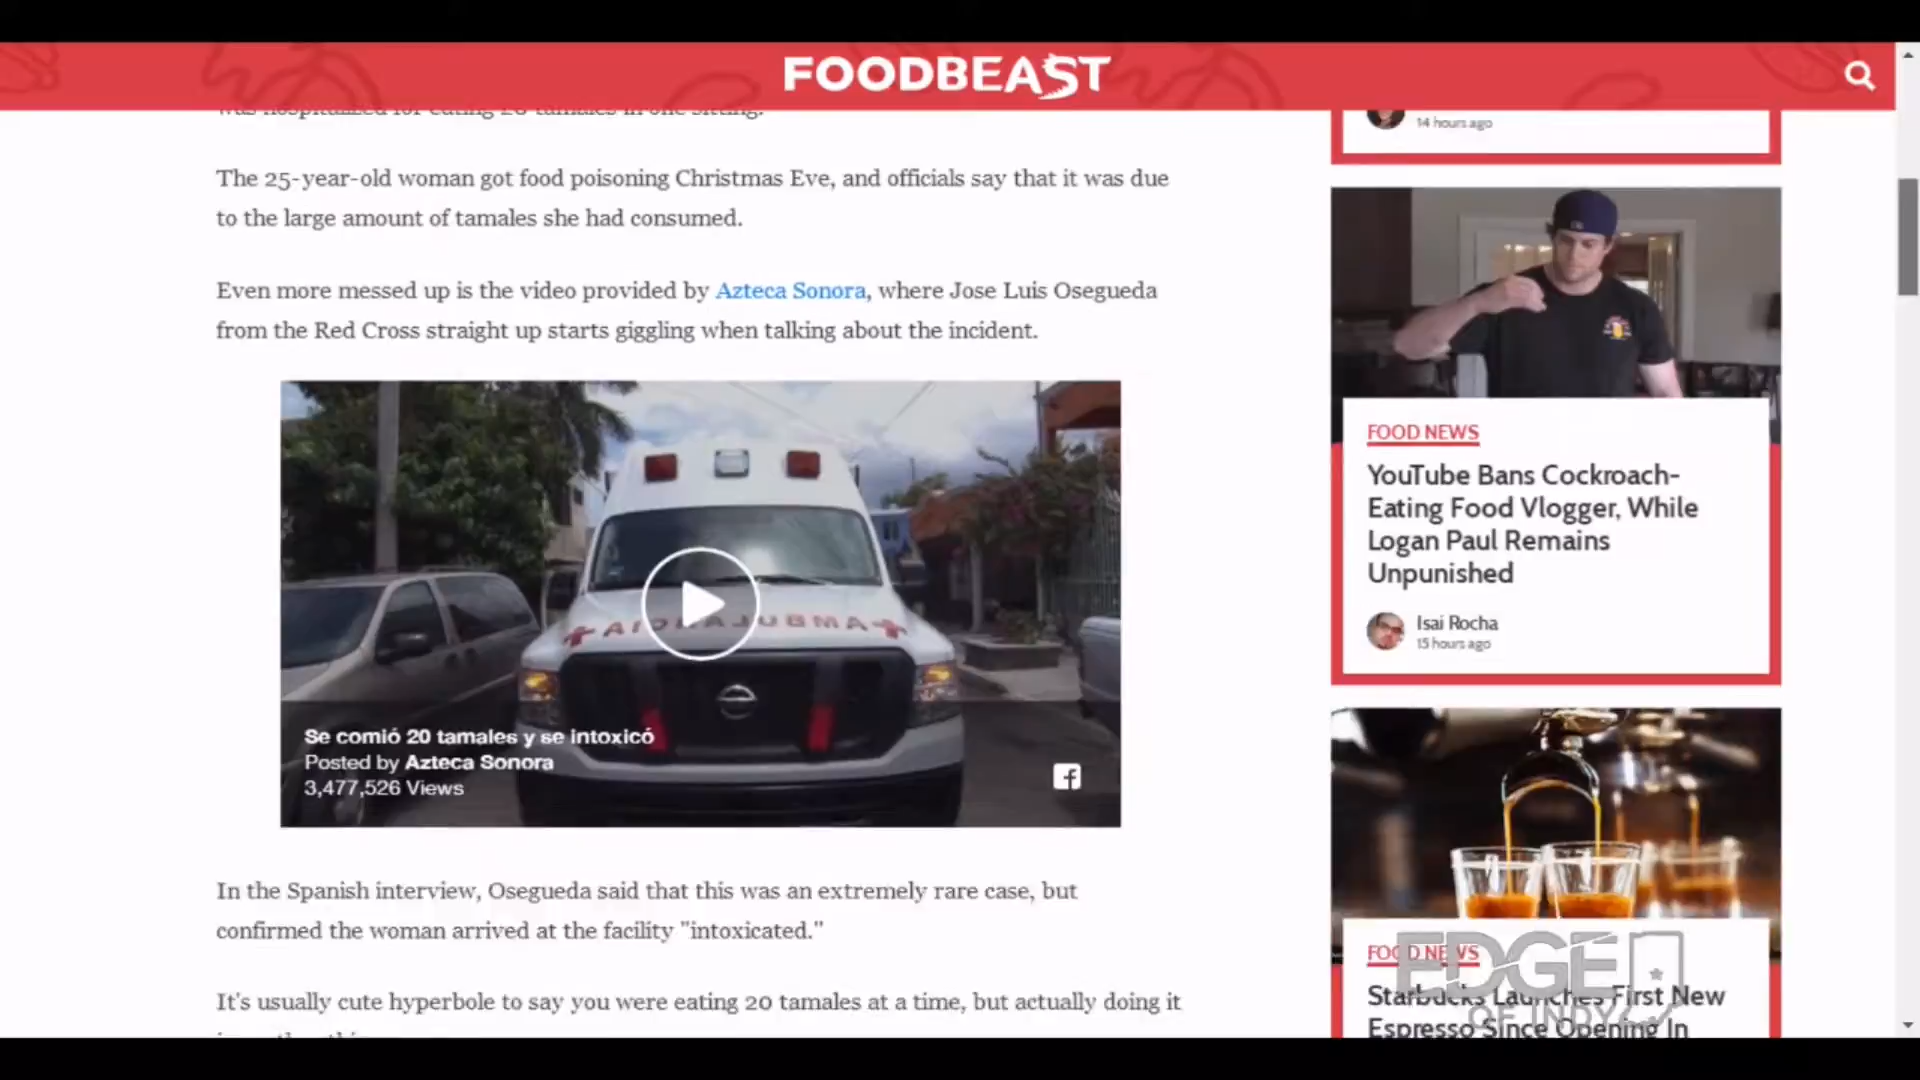 FOODBEAST
was hospitalized for eating 20 tamales in one sitting.
The 25-year-old woman got food poisoning Christmas Eve, and officials say that it was due
to the large amount of tamales she had consumed.
Even more messed up is the video provided by Azteca Sonora, where Jose Luis Osegueda
from the Red Cross straight up starts giggling when talking about the incident.
AMBULANCIA
Se comió 20 tamales y se intoxicó
Posted by Azteca Sonora
3,477,526 Views
In the Spanish interview, Osegueda said that this was an extremely rare case, but
confirmed the woman arrived at the facility "intoxicated."
It's usually cute hyperbole to say you were eating 20 tamales at a time, but actually doing it
14 hours ago
FOOD NEWS
YouTube Bans Cockroach-
Eating Food Vlogger, While
Logan Paul Remains
Unpunished
Isai Rocha
15 hours ago
FOOD NEWS
Starbucks Launches First New
Espresso Since Opening In
EDGE
OF INDY